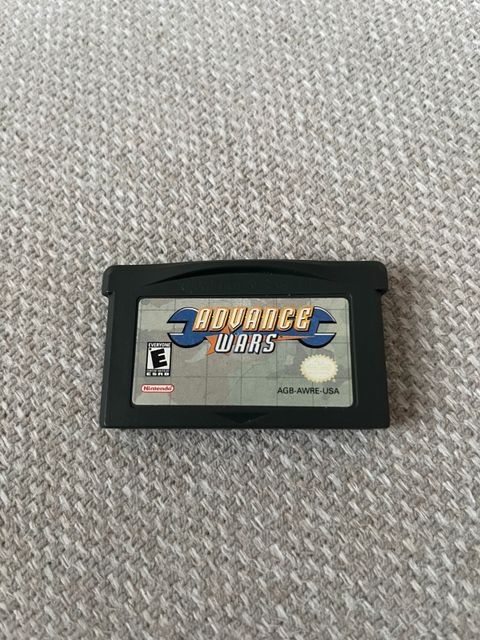 ADVANCE
WARS
EVERYONE
E
ESRB
Nintendo
AGB-AWRE-USA